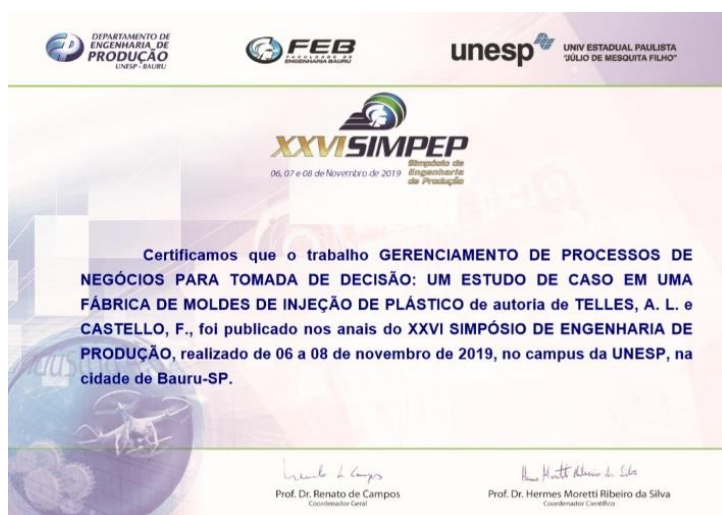 DEPARTAMENTO DE
ENGENHARIA DE
PRODUÇÃO
UNESP - BAURU
FEB
FACULDADE DE
ENGENHARIA BAURU
unesp
UNIV ESTADUAL PAULISTA
"JÚLIO DE MESQUITA FILHO"
XXVISIMPEP
06, 07 e 08 de Novembro de 2019
Simpósio de
Engenharia
de Produção
Certificamos que o trabalho GERENCIAMENTO DE PROCESSOS DE
NEGÓCIOS PARA TOMADA DE DECISÃO: UM ESTUDO DE CASO EM UMA
FÁBRICA DE MOLDES DE INJEÇÃO DE PLÁSTICO de autoria de TELLES, A. L. e
CASTELLO, F., foi publicado nos anais do XXVI SIMPÓSIO DE ENGENHARIA DE
PRODUÇÃO, realizado de 06 a 08 de novembro de 2019, no campus da UNESP, na
cidade de Bauru-SP.
Prof. Dr. Renato de Campos
Coordenador Geral
Prof. Dr. Hermes Moretti Ribeiro da Silva
Coordenador Científico